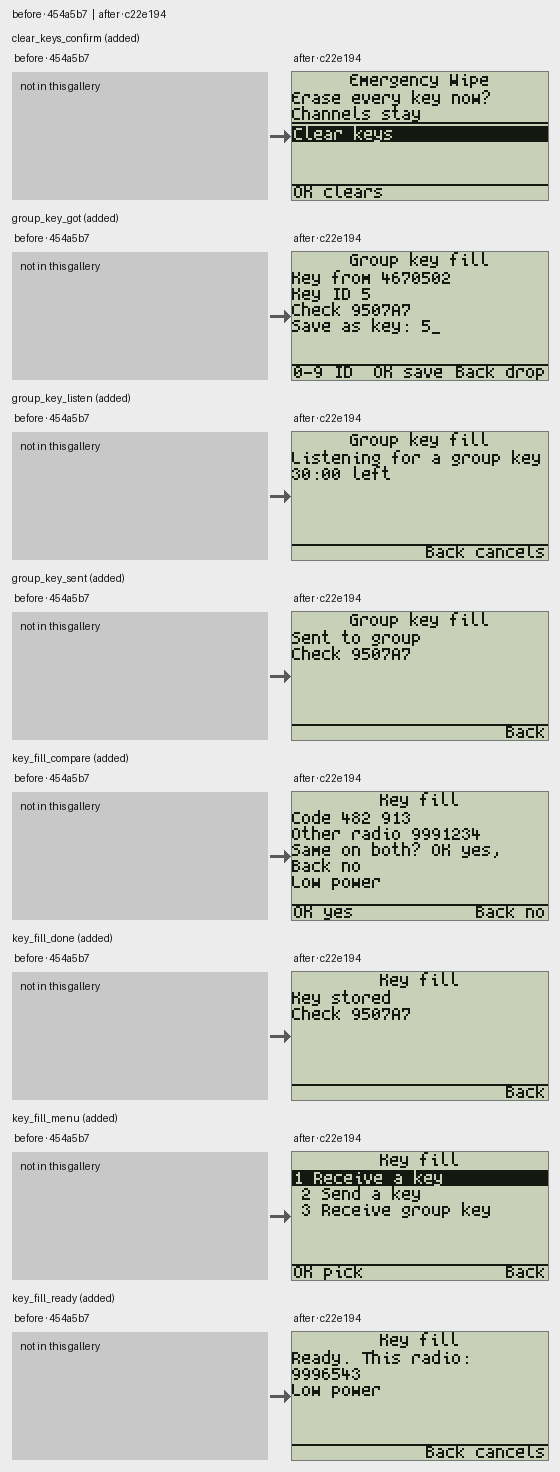 before · 454a5b7 | after · c22e194
clear_keys_confirm (added)
before · 454a5b7
after · c22e194
not in this gallery
Emergency Wipe
Erase every key now?
Channels stay
Clear keys
OK clears
group_key_got (added)
before · 454a5b7
after · c22e194
not in this gallery
Group key fill
Key from 4670502
Key ID 5
Check 9507A7
Save as key: 5_
0-9 ID OK save Back drop
group_key_listen (added)
before · 454a5b7
after · c22e194
not in this gallery
Group key fill
Listening for a group key
30:00 left
Back cancels
group_key_sent (added)
before · 454a5b7
after · c22e194
not in this gallery
Group key fill
Sent to group
Check 9507A7
Back
key_fill_compare (added)
before · 454a5b7
after · c22e194
not in this gallery
Key fill
Code 482 913
Other radio 9991234
Same on both? OK yes,
Back no
Low power
OK yes Back no
key_fill_done (added)
before · 454a5b7
after · c22e194
not in this gallery
Key fill
Key stored
Check 9507A7
Back
key_fill_menu (added)
before · 454a5b7
after · c22e194
not in this gallery
Key fill
1 Receive a key
2 Send a key
3 Receive group key
OK pick Back
key_fill_ready (added)
before · 454a5b7
after · c22e194
not in this gallery
Key fill
Ready. This radio:
9996543
Low power
Back cancels